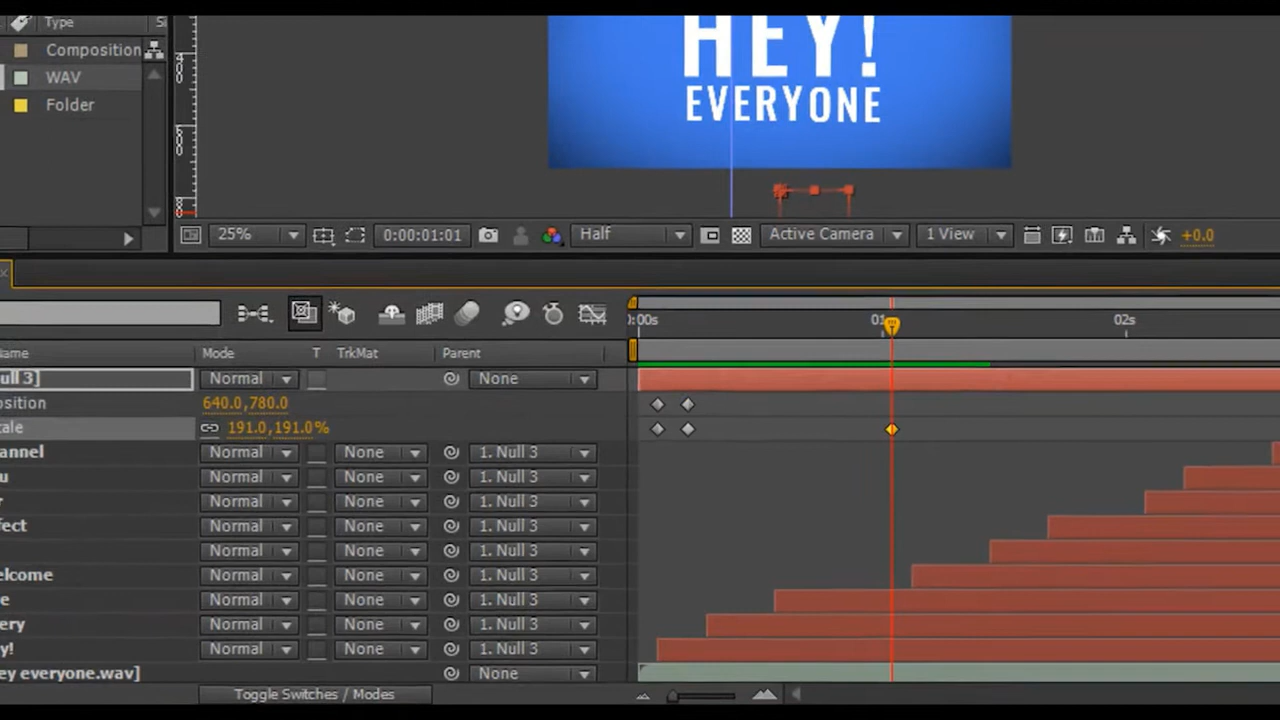 Type
Composition
WAV
Folder
HEY!
EVERYONE
25%
0:00:01:01
Half
Active Camera
1 View
+0.0
0:00s
02s
Mode
T
TrkMat
Parent
ull 3]
Normal
None
osition
640.0,780.0
ale
191.0,191.0%
annel
Normal
None
1. Null 3
u
Normal
None
1. Null 3
r
Normal
None
1. Null 3
fect
Normal
None
1. Null 3
Normal
None
1. Null 3
elcome
Normal
None
1. Null 3
e
Normal
None
1. Null 3
ery
Normal
None
1. Null 3
y!
Normal
None
1. Null 3
ey everyone.wav]
None
Toggle Switches / Modes